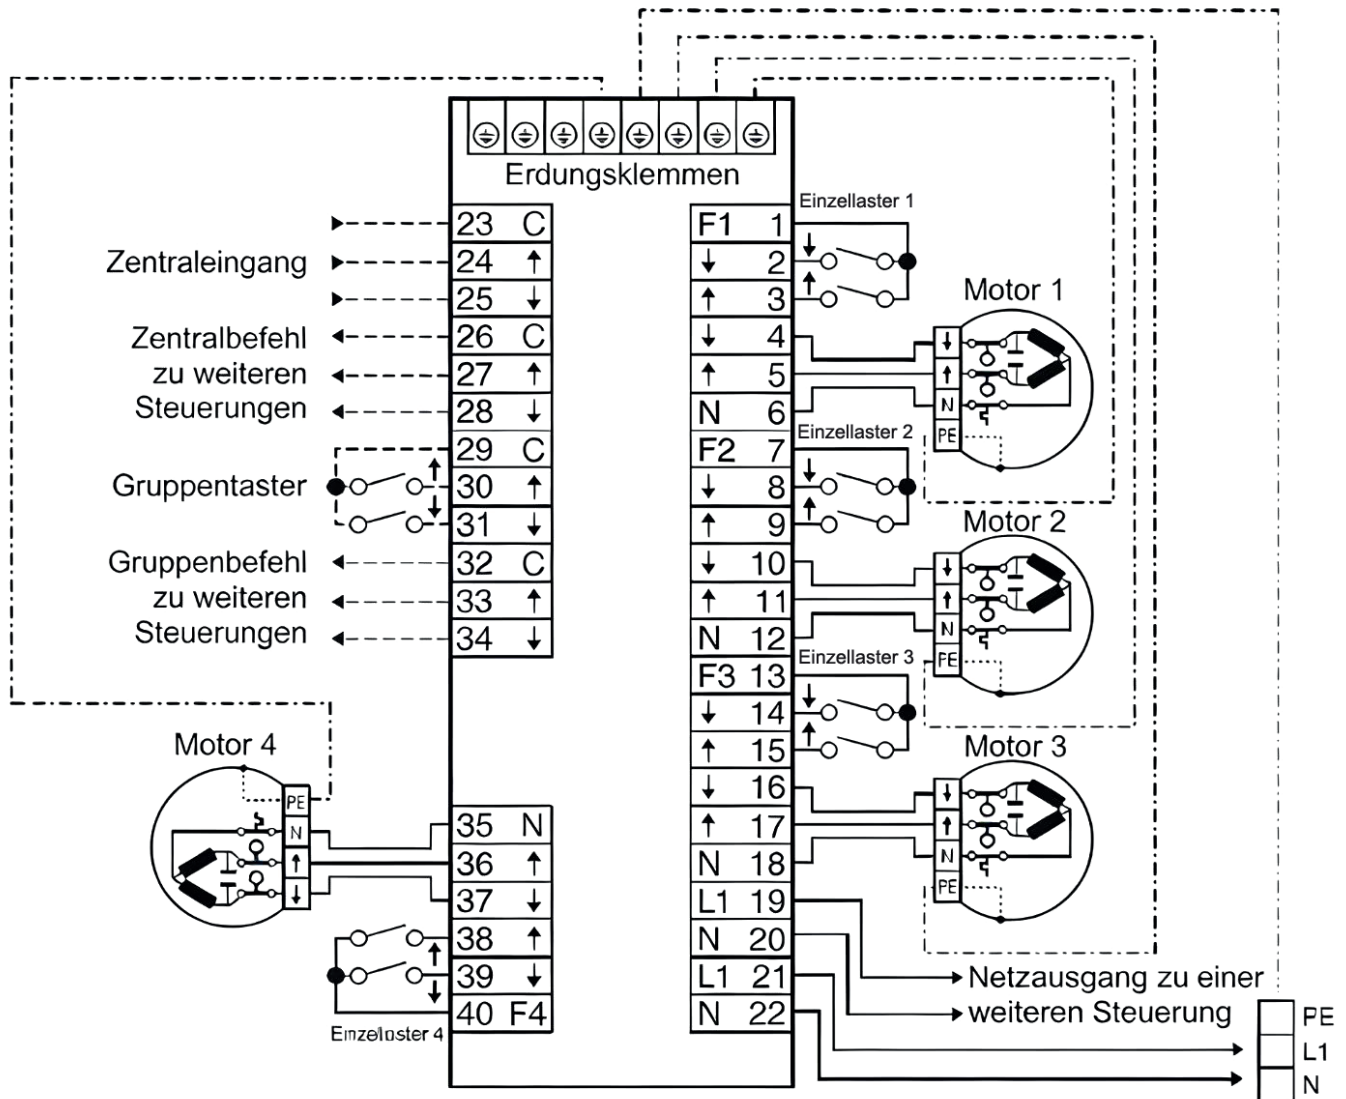 Erdungsklemmen
23 C
24 ↑
25 ↓
26 C
27 ↑
28 ↓
29 C
30 ↑
31 ↓
32 C
33 ↑
34 ↓
Zentraleingang
Zentralbefehl
zu weiteren
Steuerungen
Gruppentaster
Gruppenbefehl
zu weiteren
Steuerungen
Motor 4
PE
N
↑
↓
35 N
36 ↑
37 ↓
38 ↑
39 ↓
40 F4
Einzellaster 4
F1 1
↓ 2
↑ 3
↓ 4
↑ 5
N 6
F2 7
↓ 8
↑ 9
↓ 10
↑ 11
N 12
F3 13
↓ 14
↑ 15
↓ 16
↑ 17
N 18
L1 19
N 20
L1 21
N 22
Einzellaster 1
Motor 1
↓
↑
N
PE
Einzellaster 2
Motor 2
↓
↑
N
PE
Einzellaster 3
Motor 3
↓
↑
N
PE
Netzausgang zu einer
weiteren Steuerung
PE
L1
N